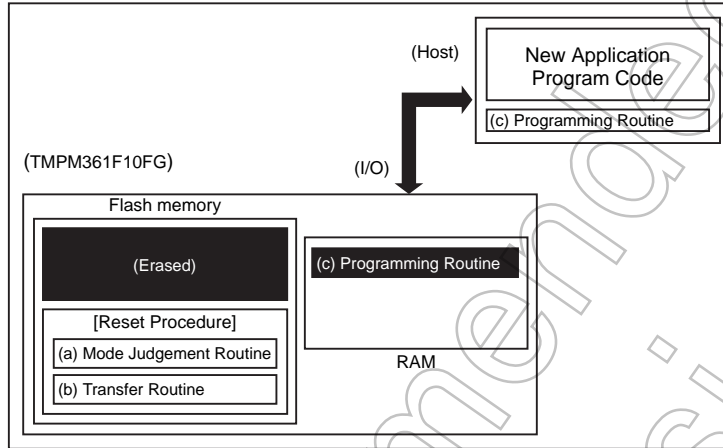 (Host)
New Application
Program Code
(c) Programming Routine
(TMPM361F10FG)
(I/O)
Flash memory
(Erased)
(c) Programming Routine
[Reset Procedure]
(a) Mode Judgement Routine
(b) Transfer Routine
RAM